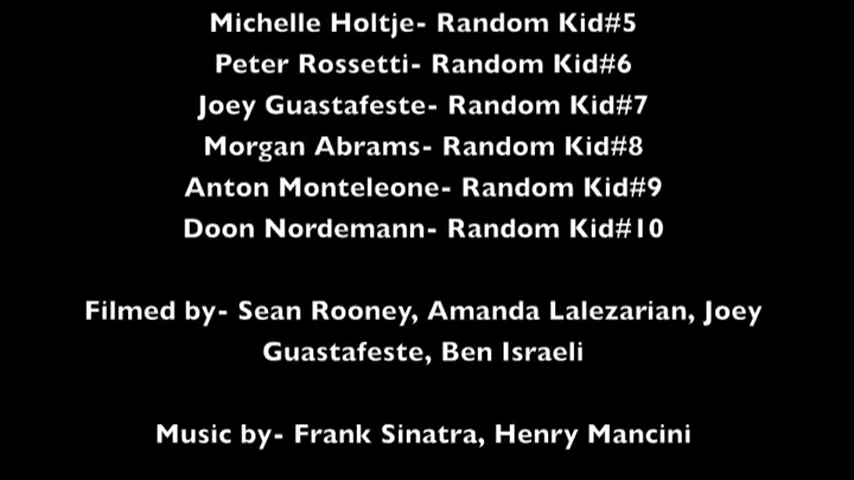 Michelle Holtje- Random Kid#5
Peter Rossetti- Random Kid#6
Joey Guastafeste- Random Kid#7
Morgan Abrams- Random Kid#8
Anton Monteleone- Random Kid#9
Doon Nordemann- Random Kid#10
Filmed by- Sean Rooney, Amanda Lalezarian, Joey
Guastafeste, Ben Israeli
Music by- Frank Sinatra, Henry Mancini